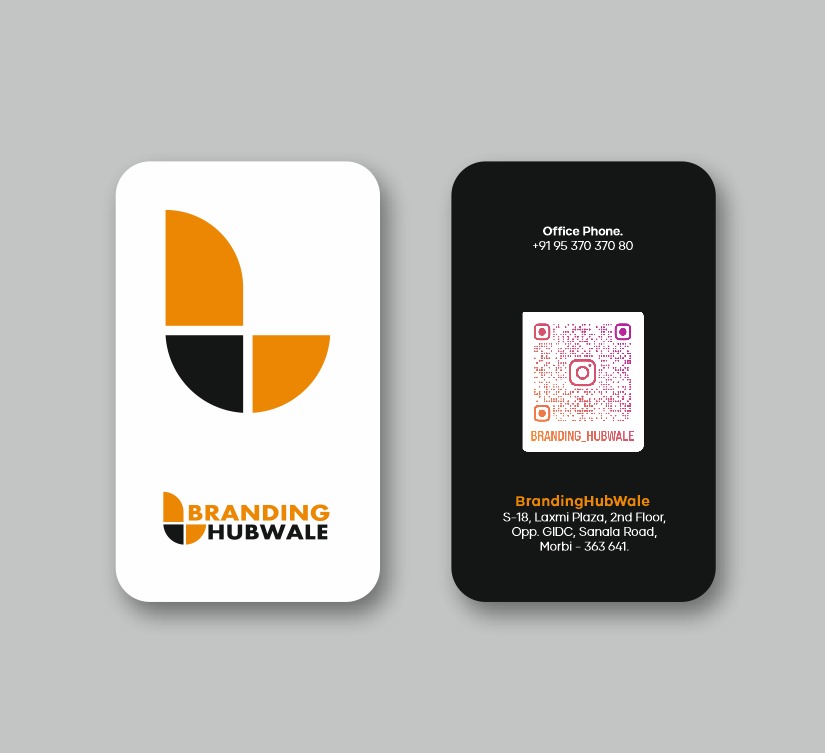 BRANDING
HUBWALE
Office Phone.
+91 95 370 370 80
BRANDING_HUBWALE
BrandingHubWale
S-18, Laxmi Plaza, 2nd Floor,
Opp. GIDC, Sanala Road,
Morbi - 363 641.